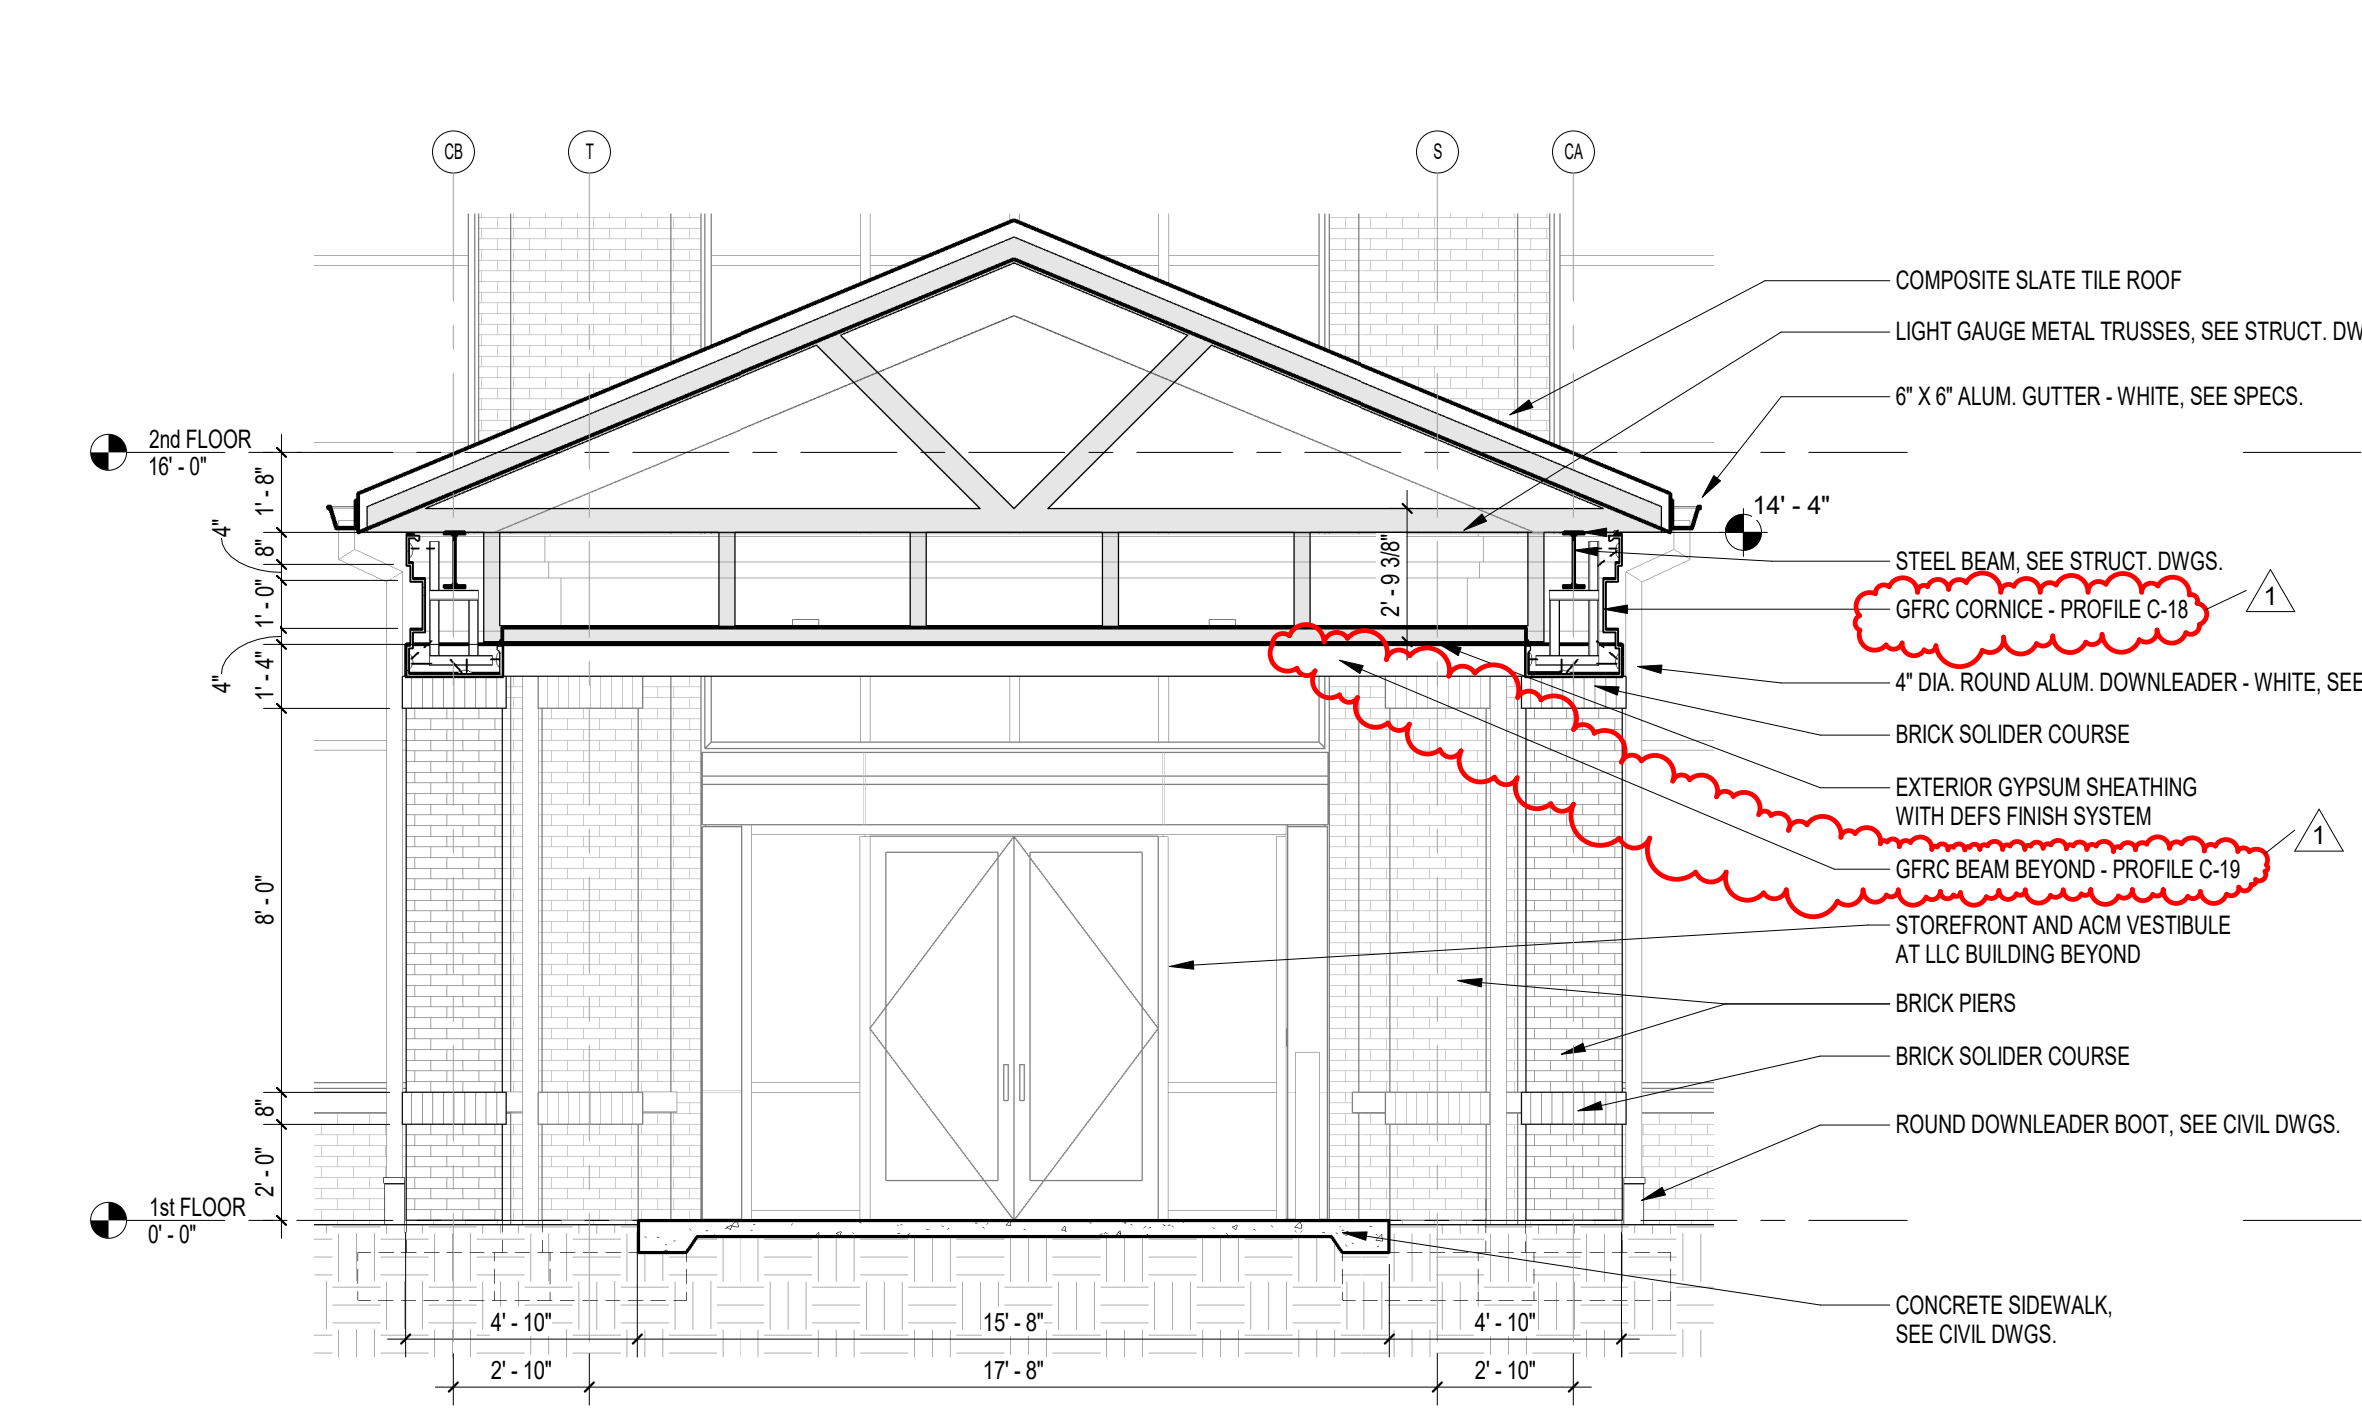 CB
T
S
CA
COMPOSITE SLATE TILE ROOF
LIGHT GAUGE METAL TRUSSES, SEE STRUCT. DW
6" X 6" ALUM. GUTTER - WHITE, SEE SPECS.
2nd FLOOR
16' - 0"
14' - 4"
1' - 8"
4"
8"
1' - 0"
4"
1' - 4"
2' - 9 3/8"
STEEL BEAM, SEE STRUCT. DWGS.
GFRC CORNICE - PROFILE C-18
1
4" DIA. ROUND ALUM. DOWNLEADER - WHITE, SEE
BRICK SOLIDER COURSE
EXTERIOR GYPSUM SHEATHING
WITH DEFS FINISH SYSTEM
1
GFRC BEAM BEYOND - PROFILE C-19
8' - 0"
STOREFRONT AND ACM VESTIBULE
AT LLC BUILDING BEYOND
BRICK PIERS
BRICK SOLIDER COURSE
8"
ROUND DOWNLEADER BOOT, SEE CIVIL DWGS.
2' - 0"
1st FLOOR
0' - 0"
CONCRETE SIDEWALK,
SEE CIVIL DWGS.
4' - 10"
15' - 8"
4' - 10"
2' - 10"
17' - 8"
2' - 10"